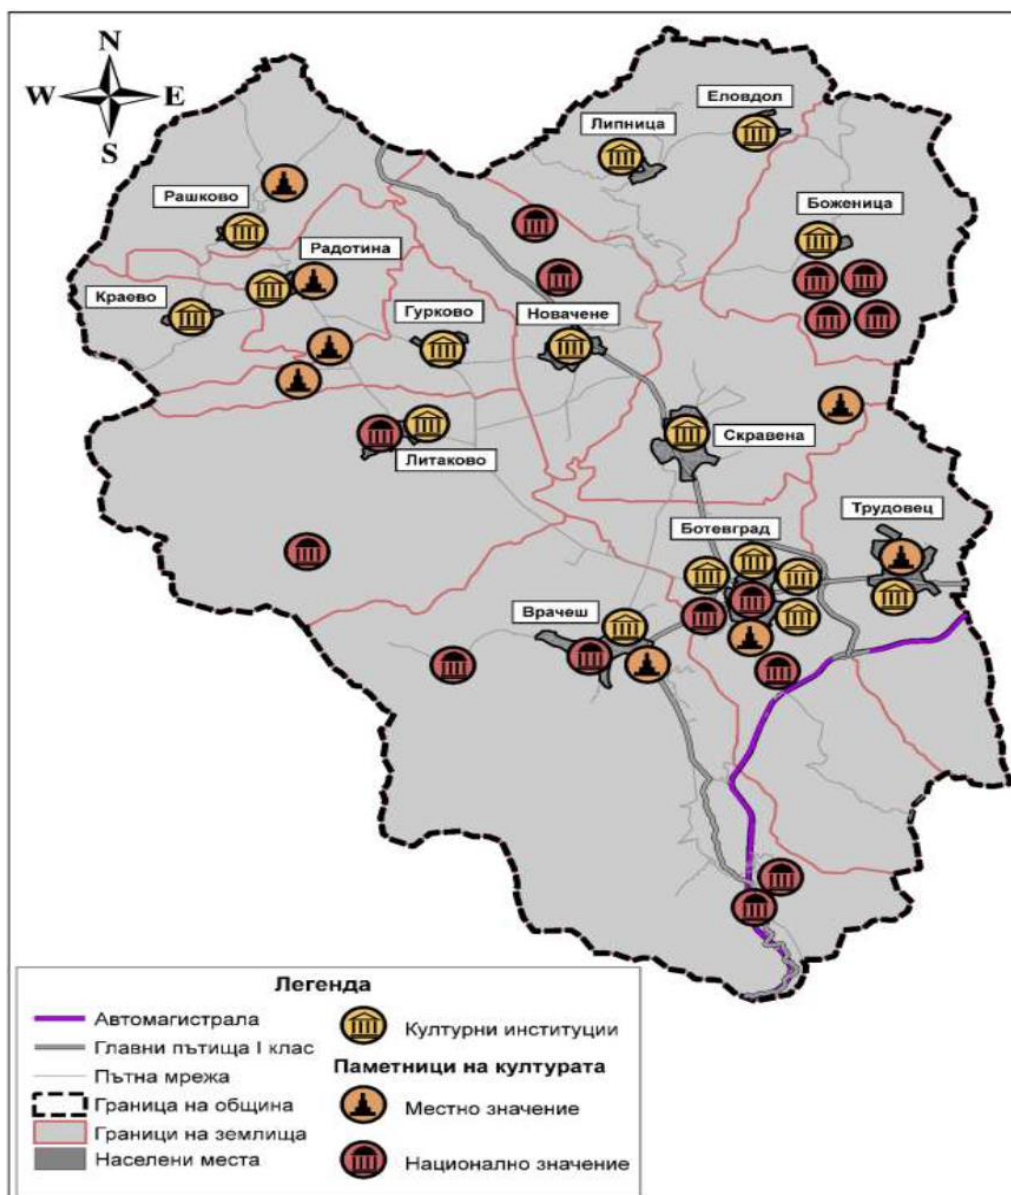 N
W
E
S
Еловдол
Липница
Рашково
Боженица
Радотина
Краево
Гурково
Новачене
Скравена
Литаково
Трудовец
Ботевград
Врачеш
Легенда
Автомагистрала
Главни пътища I клас
Пътна мрежа
Граница на община
Граници на землища
Населени места
Културни институции
Паметници на културата
Местно значение
Национално значение